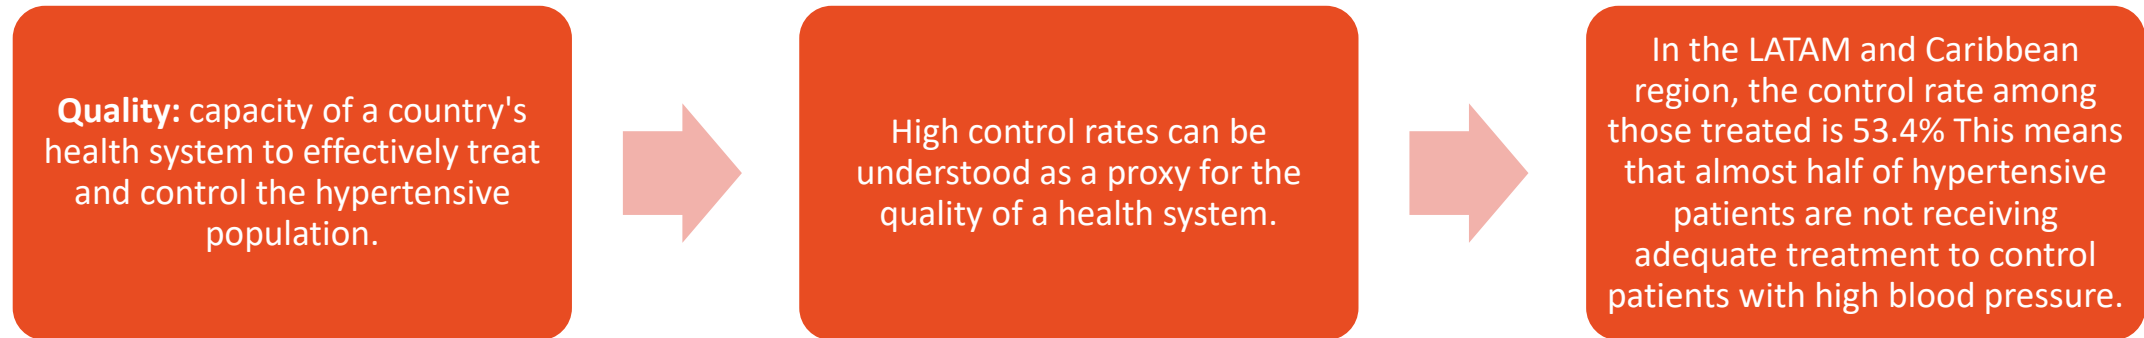 Quality: capacity of a country's
health system to effectively treat
and control the hypertensive
population.
High control rates can be
understood as a proxy for the
quality of a health system.
In the LATAM and Caribbean
region, the control rate among
those treated is 53.4% This means
that almost half of hypertensive
patients are not receiving
adequate treatment to control
patients with high blood pressure.